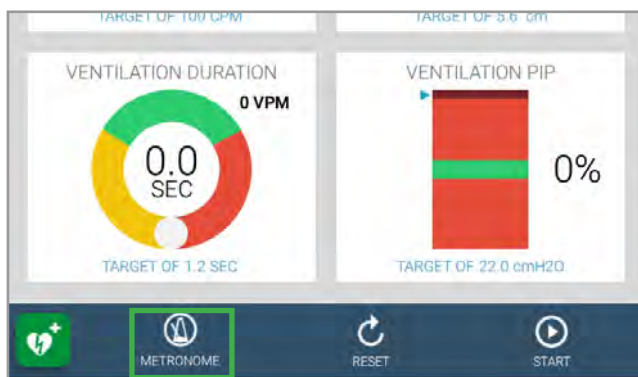 TARGET OF 100 CPM
TARGET OF 5.6 cm
VENTILATION DURATION
0 VPM
0.0
SEC
TARGET OF 1.2 SEC
VENTILATION PIP
0%
TARGET OF 22.0 cmH2O
METRONOME
RESET
START